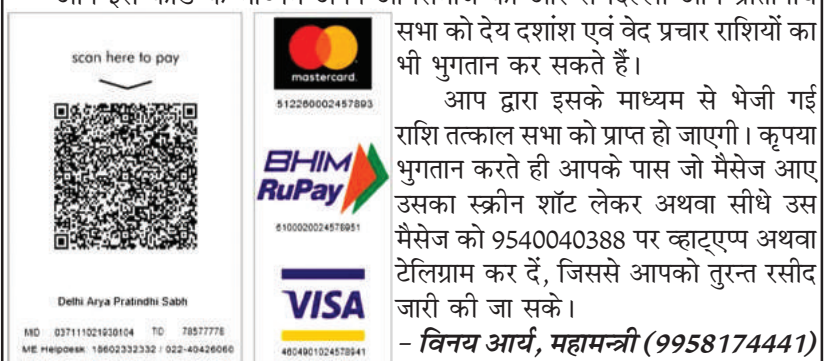 scan here to pay
Delhi Arya Pratindhi Sabh
MID 037111021930104 TID 78577778
ME Helpdesk: 18602332332 / 022-40426060
mastercard.
512260002457893
BHIM
RuPay
6100020024578951
VISA
4604901024578941
सभा को देय दशांश एवं वेद प्रचार राशियों का
भी भुगतान कर सकते हैं।
आप द्वारा इसके माध्यम से भेजी गई
राशि तत्काल सभा को प्राप्त हो जाएगी। कृपया
भुगतान करते ही आपके पास जो मैसेज आए
उसका स्क्रीन शॉट लेकर अथवा सीधे उस
मैसेज को 9540040388 पर व्हाट्एप्प अथवा
टेलिग्राम कर दें, जिससे आपको तुरन्त रसीद
जारी की जा सके।
- विनय आर्य, महामन्त्री (9958174441)